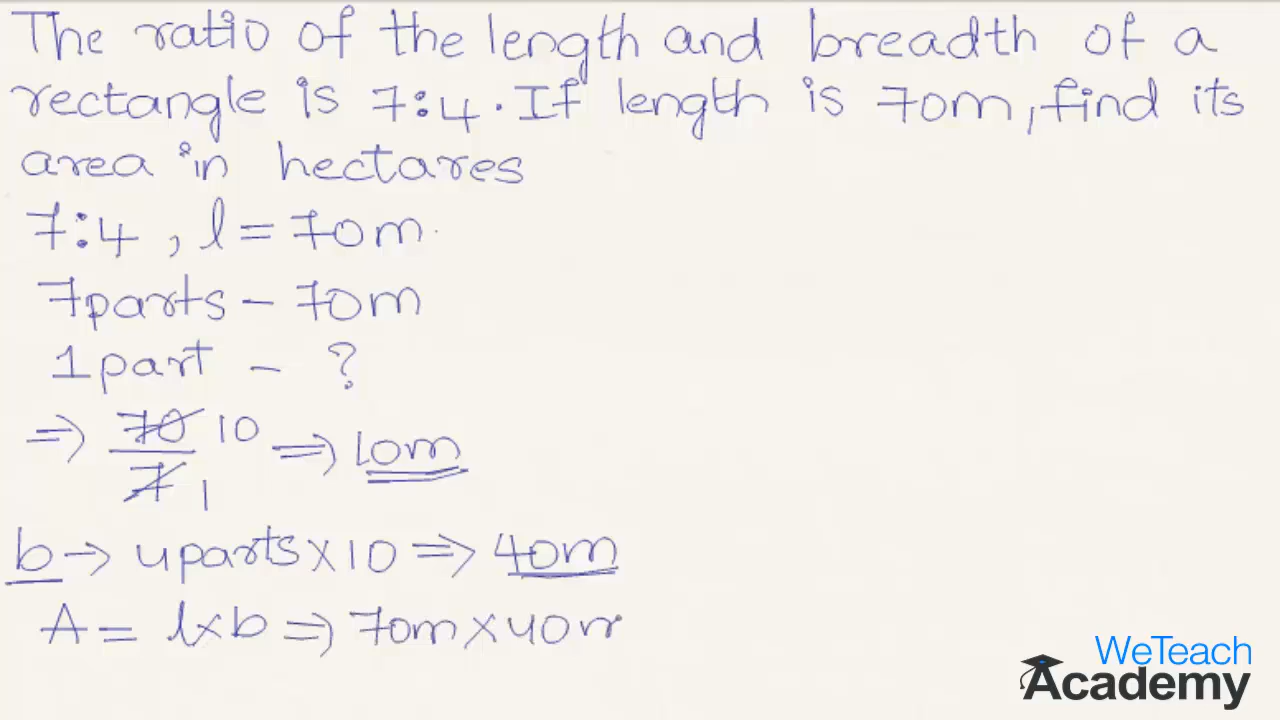 The ratio of the length and breadth of a
rectangle is 7:4. If length is 70m, find its
area in hectares
7:4, l = 70m.
7parts - 70m
1 part - ?
⇒ 70/7 10/1 ⇒ 10m
b → 4parts × 10 ⇒ 40m
A = l×b ⇒ 70m × 40m
WeTeach
Academy